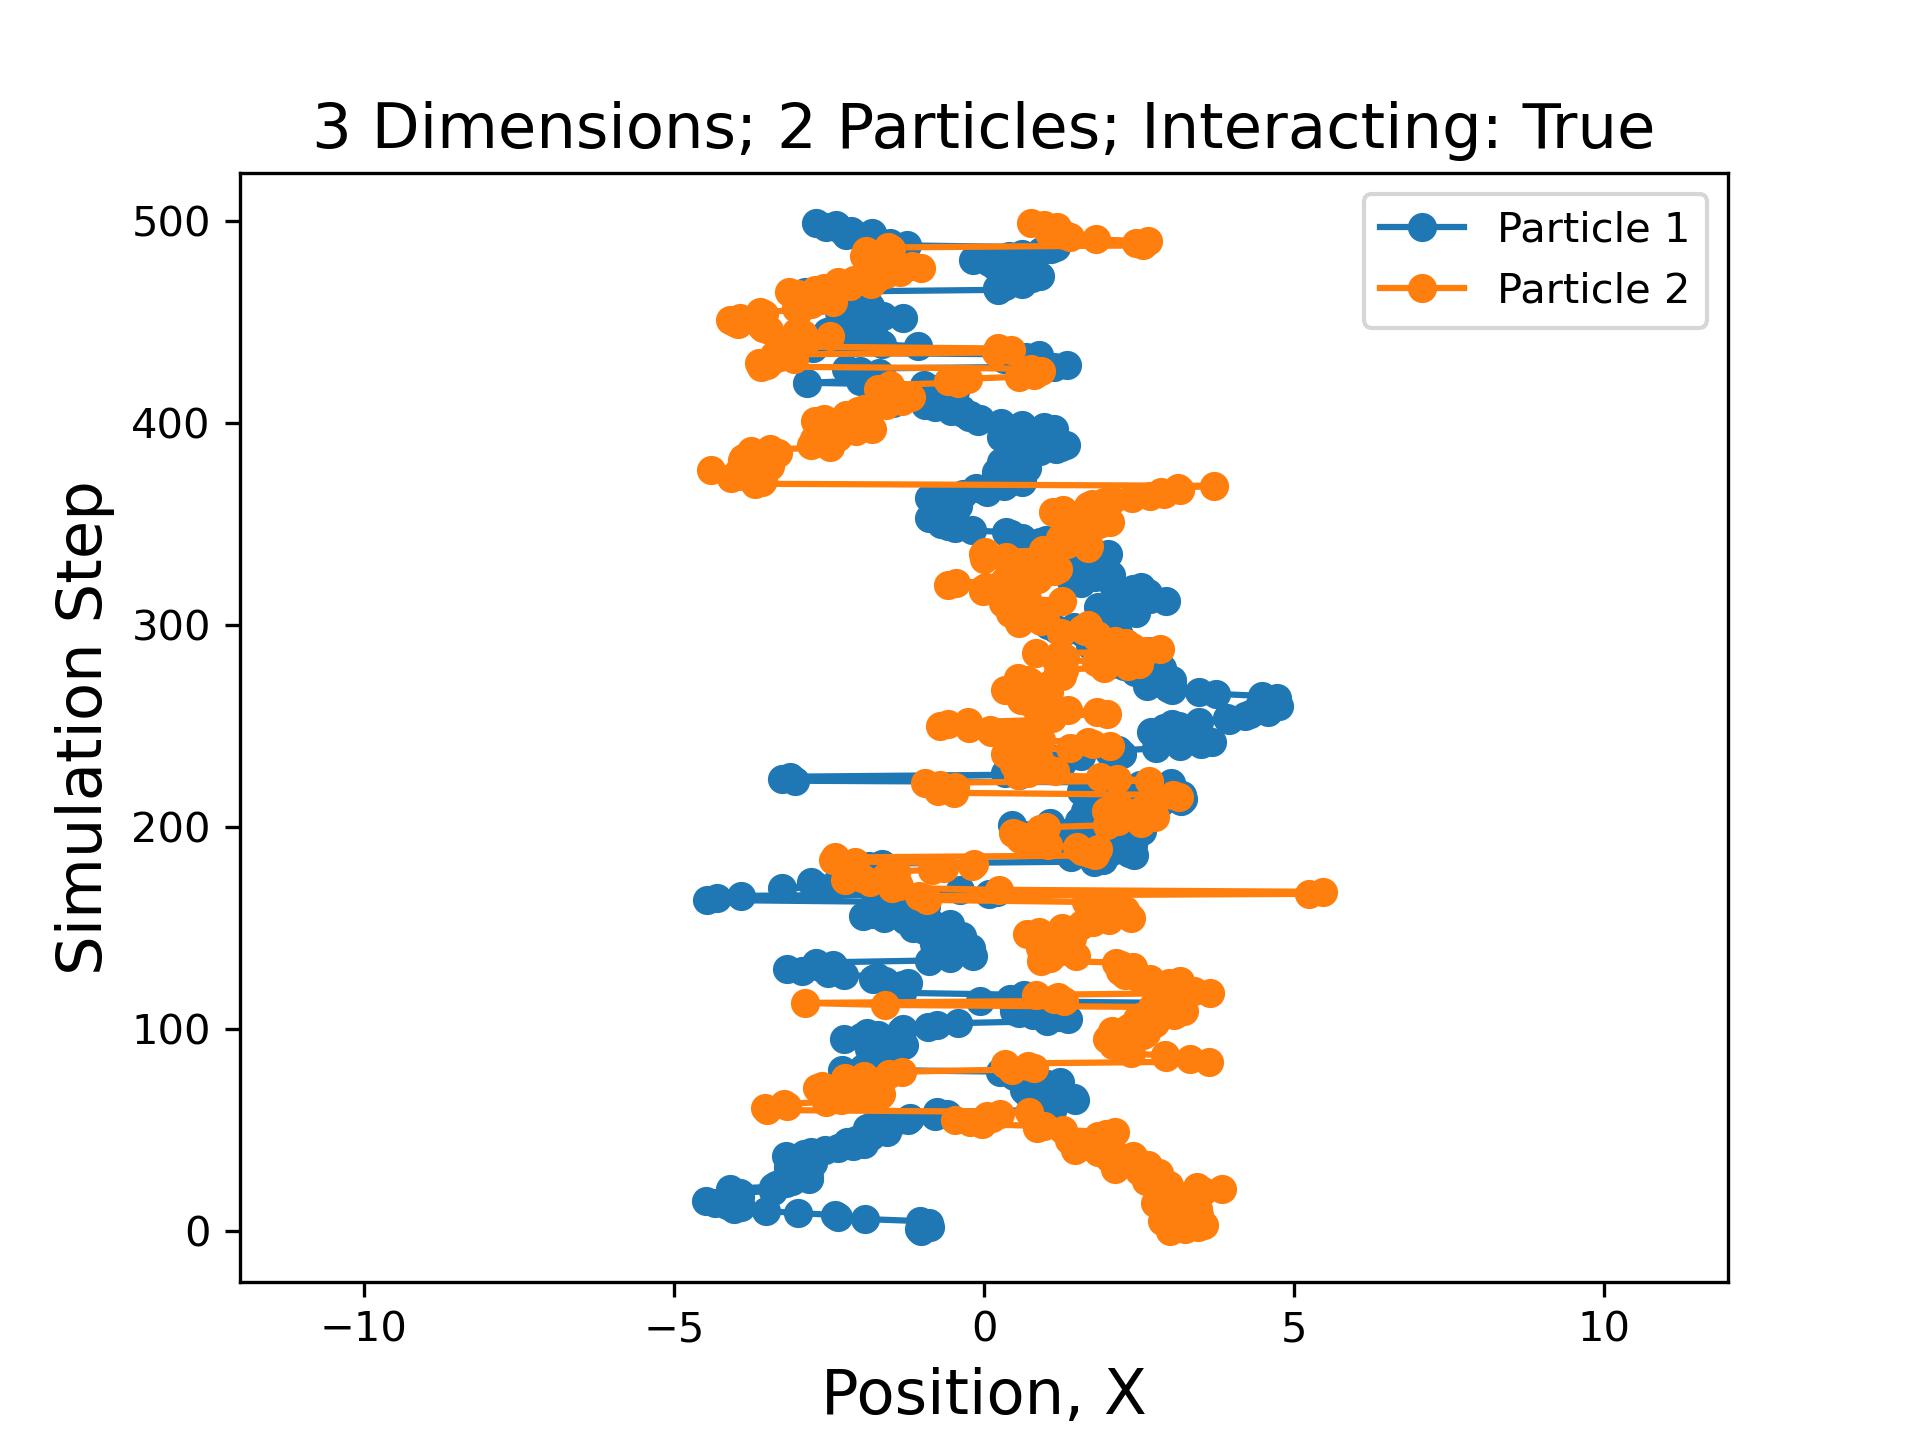 3 Dimensions; 2 Particles; Interacting: True
Particle 1
Particle 2
500
400
300
200
100
0
Simulation Step
−10
−5
0
5
10
Position, X